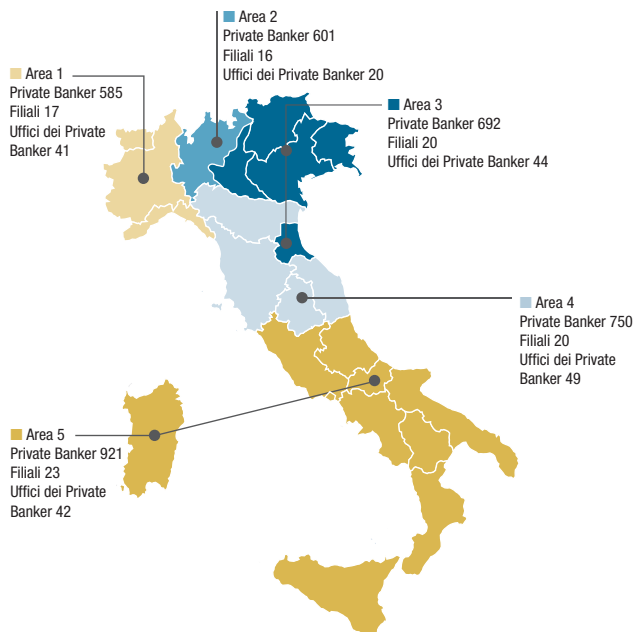 Area 2
Private Banker 601
Filiali 16
Uffici dei Private Banker 20
Area 1
Private Banker 585
Filiali 17
Uffici dei Private
Banker 41
Area 3
Private Banker 692
Filiali 20
Uffici dei Private Banker 44
Area 4
Private Banker 750
Filiali 20
Uffici dei Private
Banker 49
Area 5
Private Banker 921
Filiali 23
Uffici dei Private
Banker 42